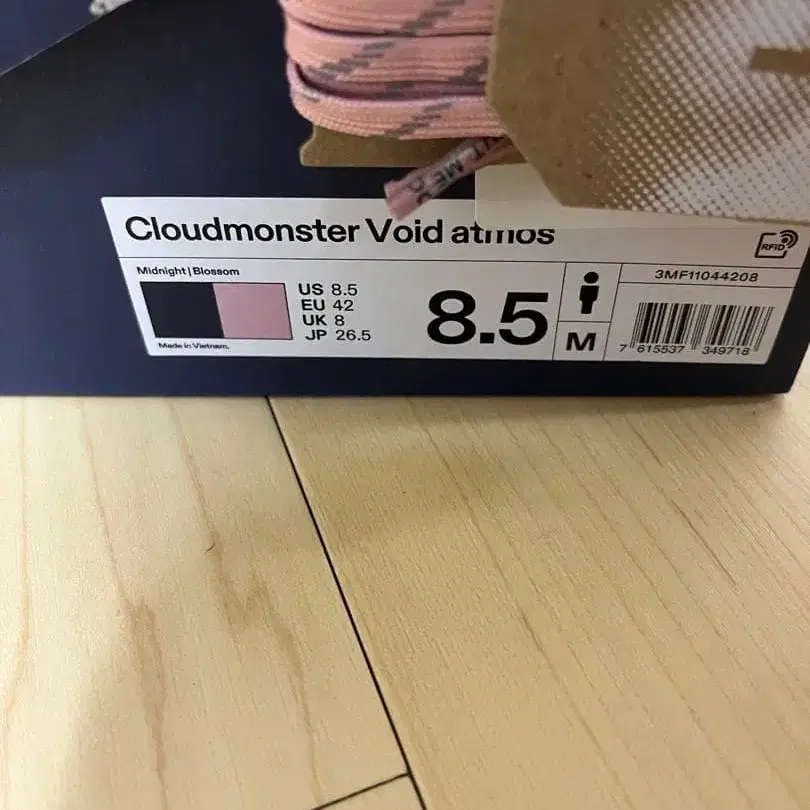 Cloudmonster Void atmos
RFID
Midnight | Blossom
US 8.5
EU 42
UK 8
JP 26.5
Made in Vietnam.
8.5
M
3MF11044208
7 615537 349718